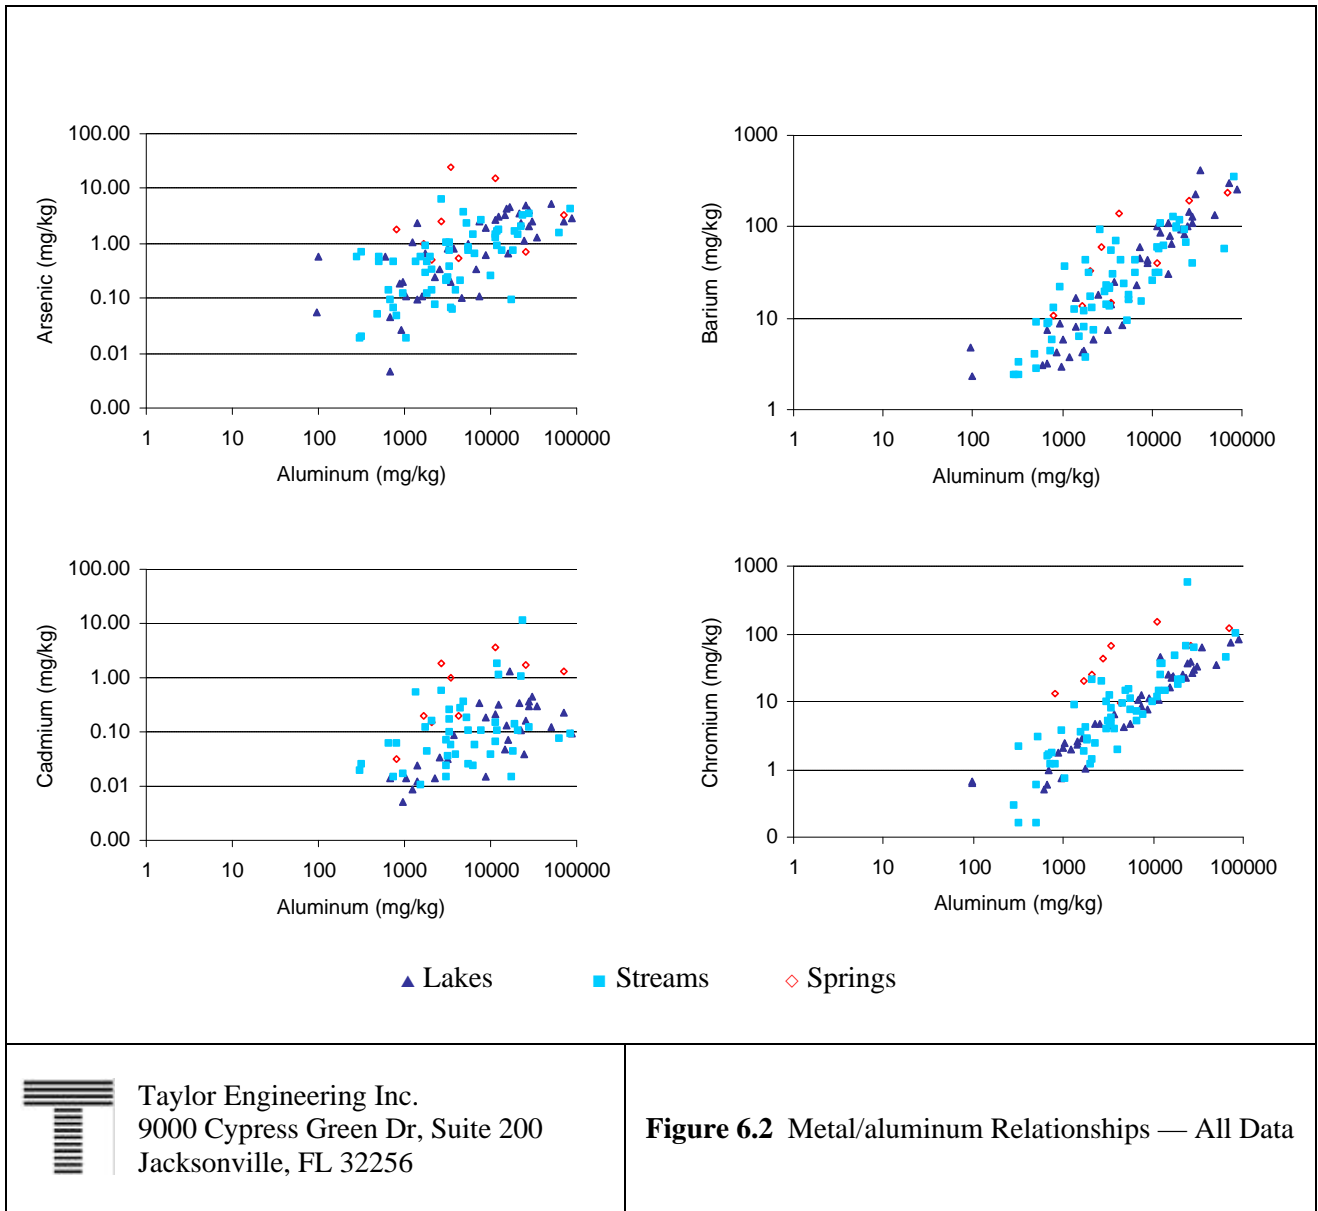 100.00
10.00
1.00
0.10
0.01
0.00
Arsenic (mg/kg)
1 10 100 1000 10000 100000
Aluminum (mg/kg)
1000
100
10
1
Barium (mg/kg)
1 10 100 1000 10000 100000
Aluminum (mg/kg)
100.00
10.00
1.00
0.10
0.01
0.00
Cadmium (mg/kg)
1 10 100 1000 10000 100000
Aluminum (mg/kg)
1000
100
10
1
0
Chromium (mg/kg)
1 10 100 1000 10000 100000
Aluminum (mg/kg)
Lakes Streams Springs
Taylor Engineering Inc.
9000 Cypress Green Dr, Suite 200
Jacksonville, FL 32256
Figure 6.2 Metal/aluminum Relationships — All Data